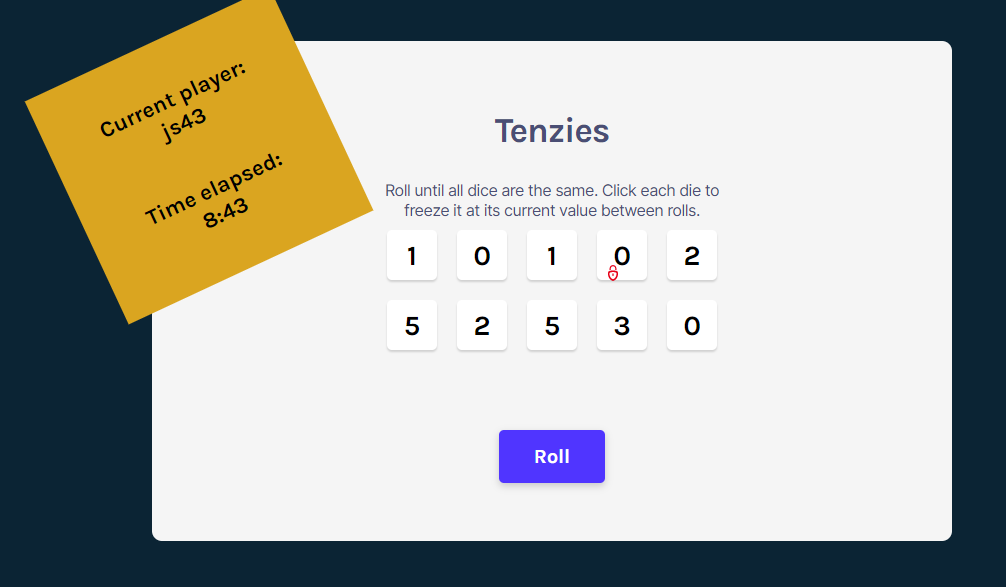 Current player:
js43
Time elapsed:
8:43
Tenzies
Roll until all dice are the same. Click each die to
freeze it at its current value between rolls.
1 0 1 0 2
5 2 5 3 0
Roll